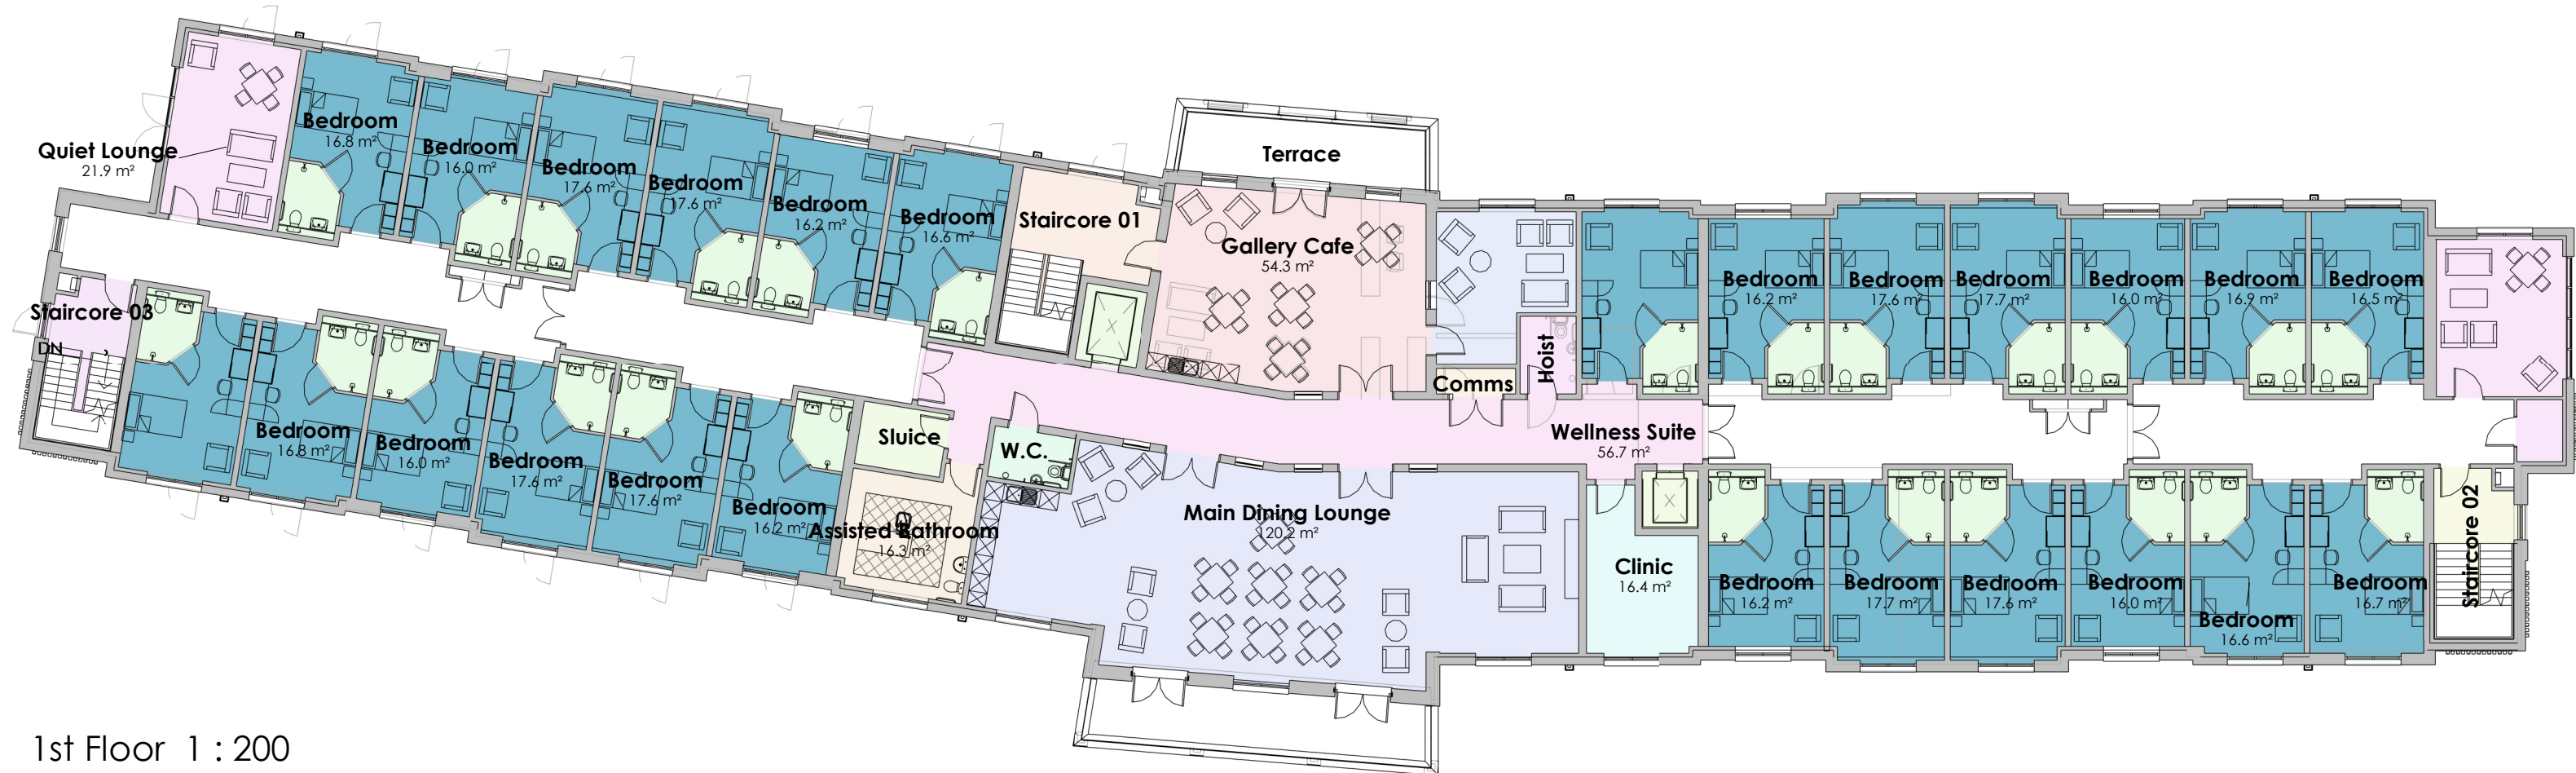 Quiet Lounge
21.9 m²
Bedroom
16.8 m²
Bedroom
16.0 m²
Bedroom
17.6 m²
Bedroom
17.6 m²
Bedroom
16.2 m²
Bedroom
16.6 m²
Staircore 01
Terrace
Gallery Cafe
54.3 m²
Comms
Hoist
Bedroom
16.2 m²
Bedroom
17.6 m²
Bedroom
17.7 m²
Bedroom
16.0 m²
Bedroom
16.9 m²
Bedroom
16.5 m²
Staircore 03
DN
Bedroom
16.8 m²
Bedroom
16.0 m²
Bedroom
17.6 m²
Bedroom
17.6 m²
Bedroom
16.2 m²
Sluice
W.C.
Assisted Bathroom
16.3 m²
Main Dining Lounge
120.2 m²
Wellness Suite
56.7 m²
Clinic
16.4 m²
Bedroom
16.2 m²
Bedroom
17.7 m²
Bedroom
17.6 m²
Bedroom
16.0 m²
Bedroom
16.6 m²
Bedroom
16.7 m²
Staircore 02
1st Floor 1 : 200